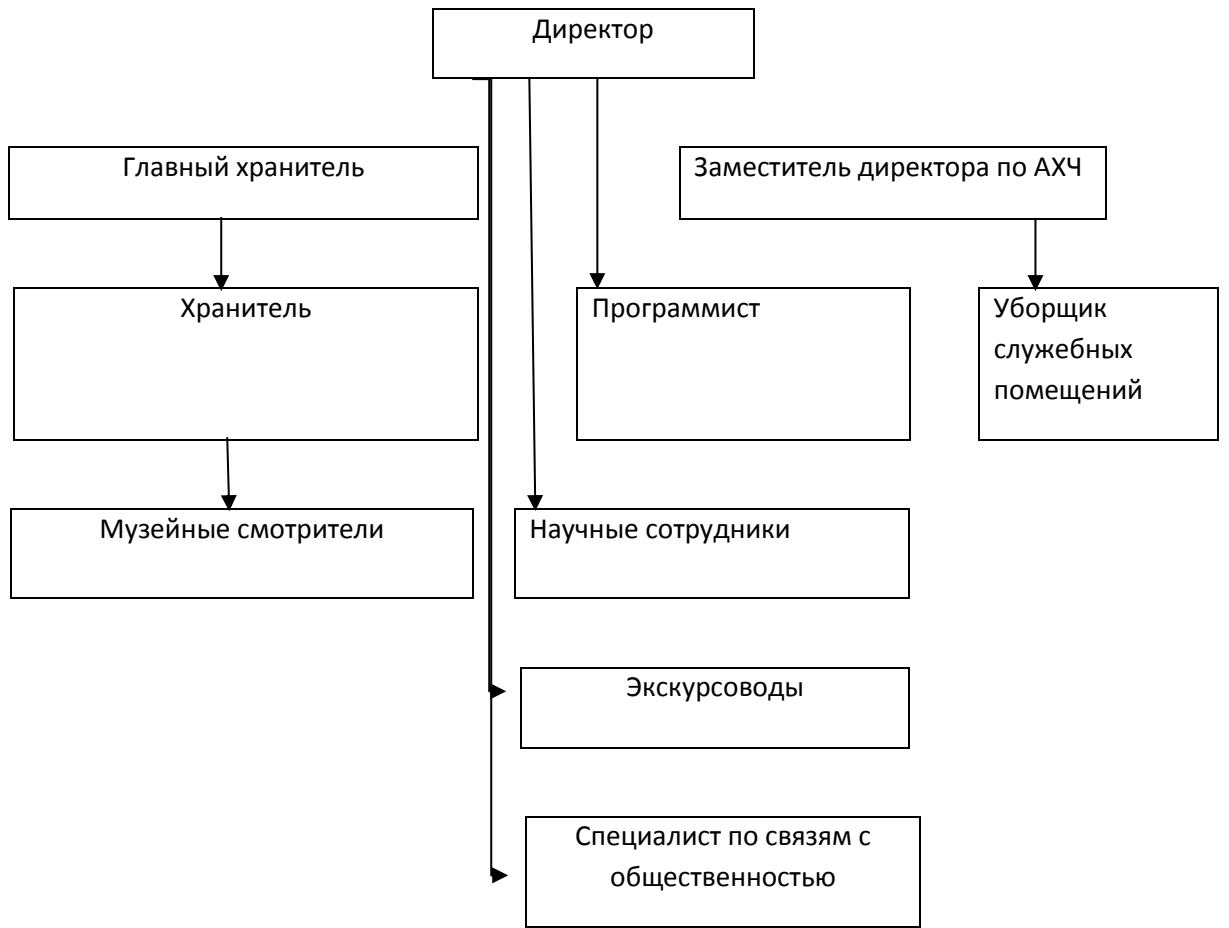 Директор
Главный хранитель
Заместитель директора по АХЧ
Хранитель
Программист
Уборщик
служебных
помещений
Музейные смотрители
Научные сотрудники
Экскурсоводы
Специалист по связям с
общественностью